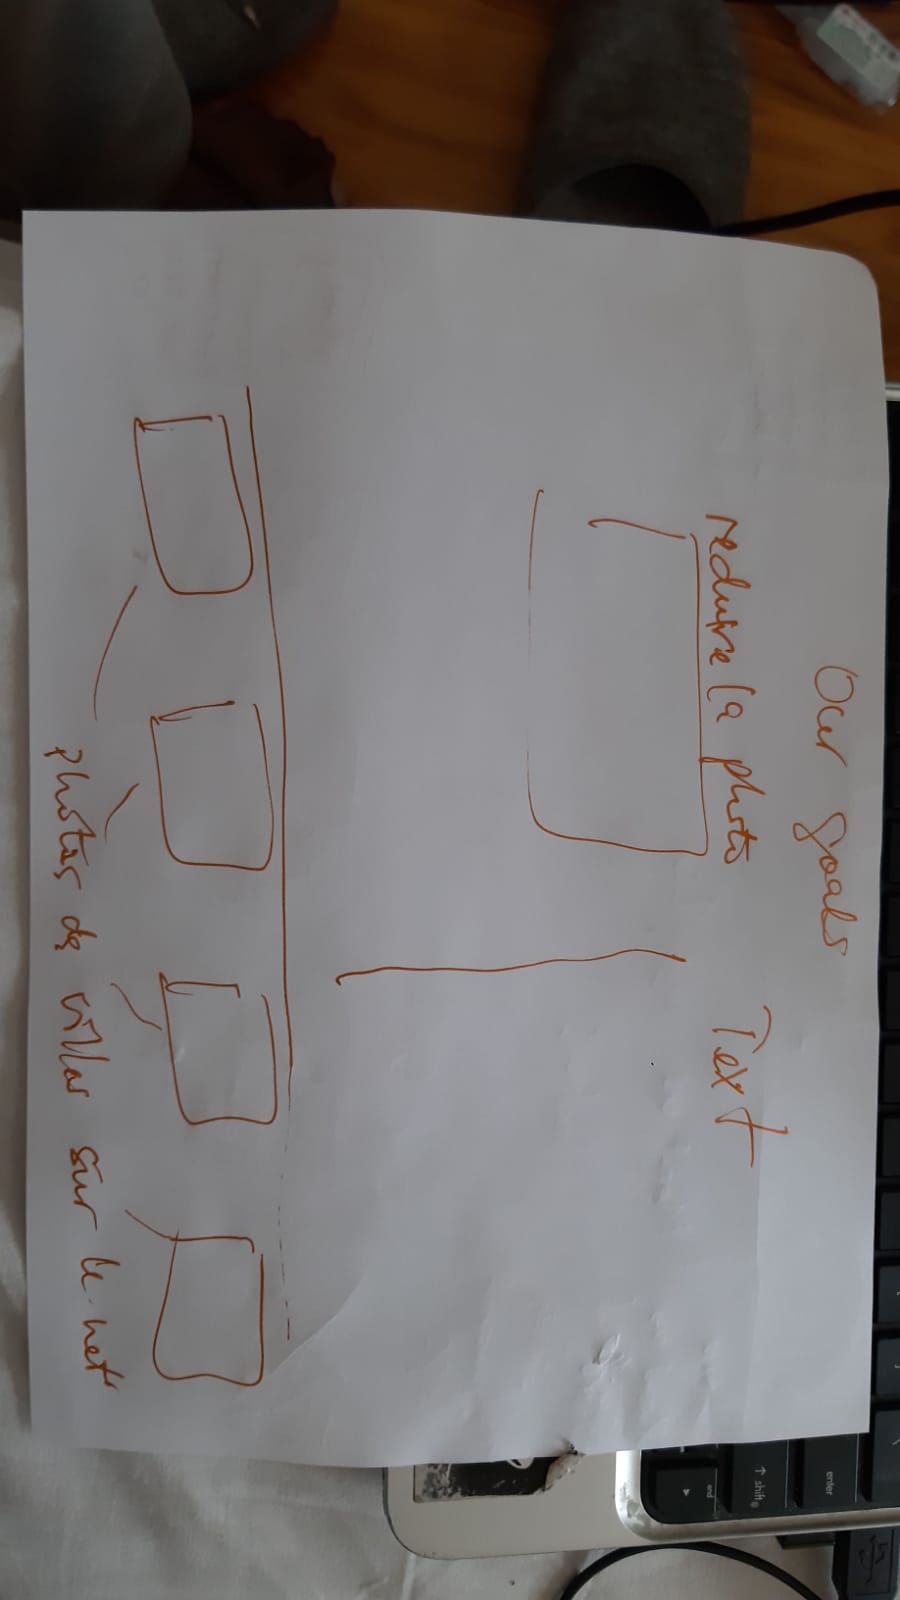 Our goals
reduire la photo
Text
photos de villas sur le net
enter
↑ shift
end